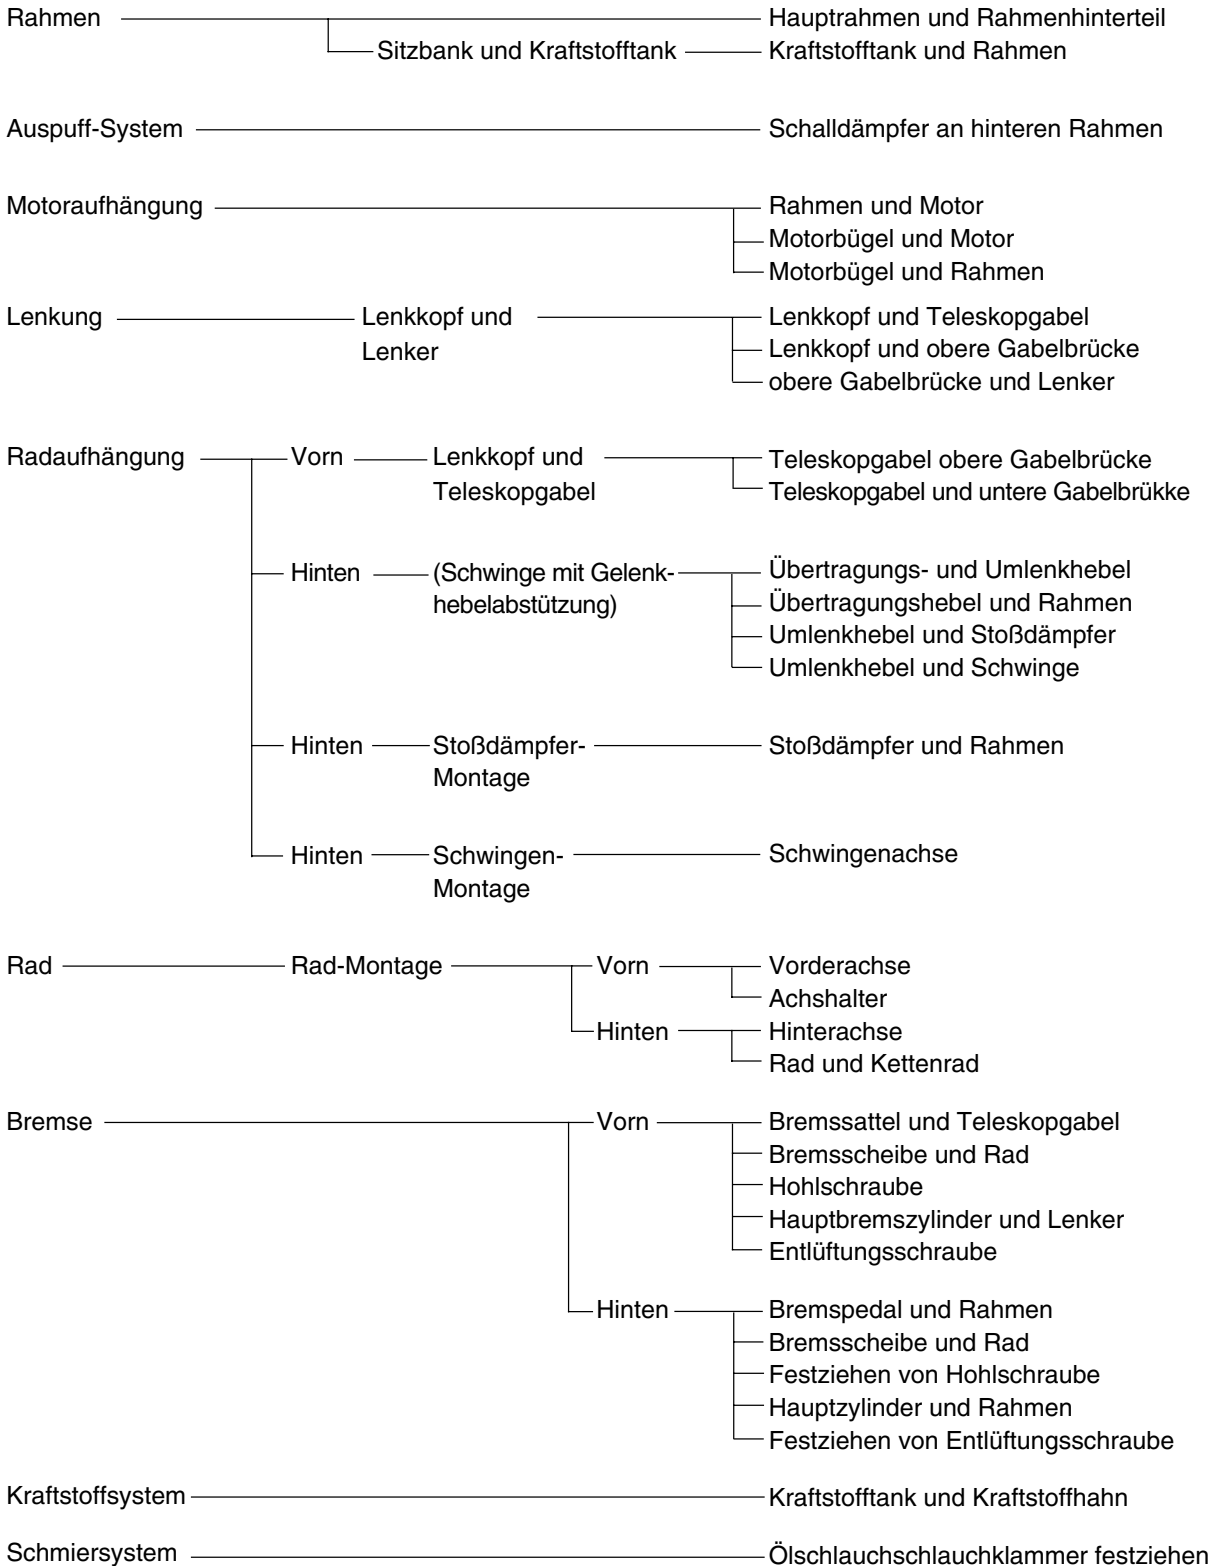 Rahmen Hauptrahmen und Rahmenhinterteil
Sitzbank und Kraftstofftank Kraftstofftank und Rahmen
Auspuff-System Schalldämpfer an hinteren Rahmen
Motoraufhängung Rahmen und Motor
Motorbügel und Motor
Motorbügel und Rahmen
Lenkung Lenkkopf und Lenkkopf und Teleskopgabel
Lenker Lenkkopf und obere Gabelbrücke
obere Gabelbrücke und Lenker
Radaufhängung Vorn Lenkkopf und Teleskopgabel obere Gabelbrücke
Teleskopgabel Teleskopgabel und untere Gabelbrükke
Hinten (Schwinge mit Gelenk- Übertragungs- und Umlenkhebel
hebelabstützung) Übertragungshebel und Rahmen
Umlenkhebel und Stoßdämpfer
Umlenkhebel und Schwinge
Hinten Stoßdämpfer- Stoßdämpfer und Rahmen
Montage
Hinten Schwingen- Schwingenachse
Montage
Rad Rad-Montage Vorn Vorderachse
Achshalter
Hinten Hinterachse
Rad und Kettenrad
Bremse Vorn Bremssattel und Teleskopgabel
Bremsscheibe und Rad
Hohlschraube
Hauptbremszylinder und Lenker
Entlüftungsschraube
Hinten Bremspedal und Rahmen
Bremsscheibe und Rad
Festziehen von Hohlschraube
Hauptzylinder und Rahmen
Festziehen von Entlüftungsschraube
Kraftstoffsystem Kraftstofftank und Kraftstoffhahn
Schmiersystem Ölschlauchschlauchklammer festziehen